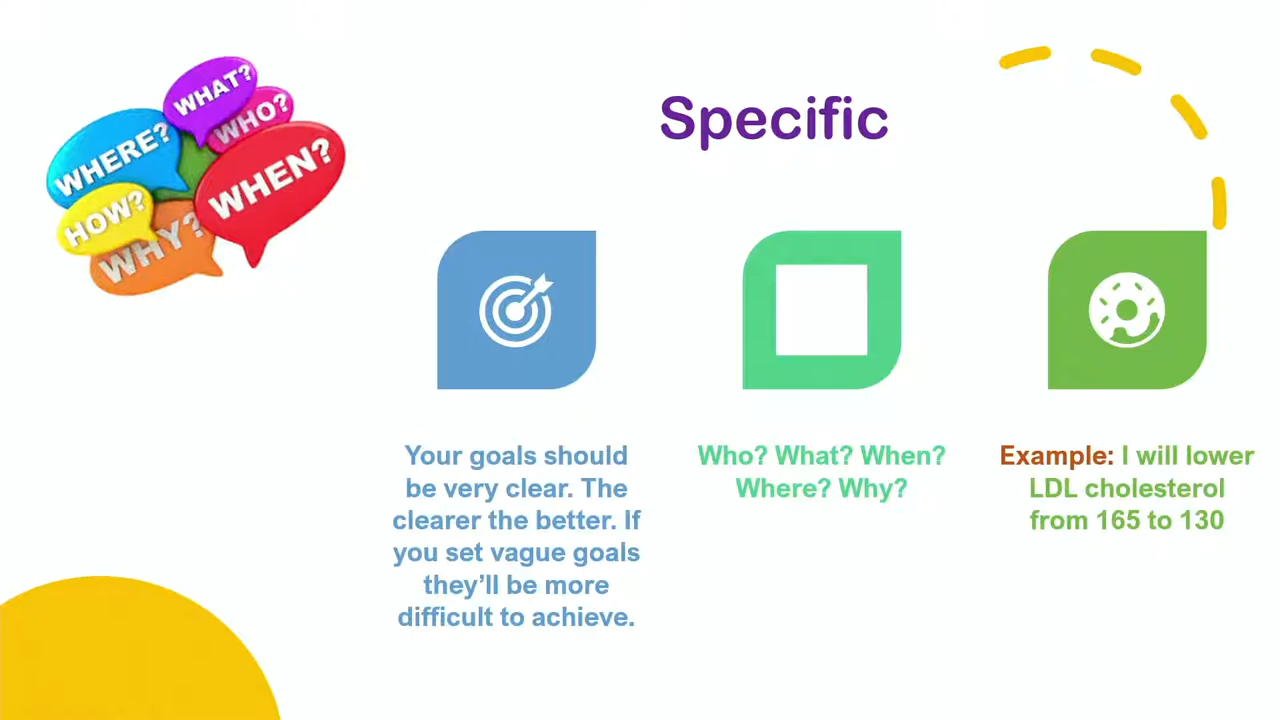 WHAT?
WHO?
WHERE?
WHEN?
HOW?
WHY?
Specific
Your goals should
be very clear. The
clearer the better. If
you set vague goals
they’ll be more
difficult to achieve.
Who? What? When?
Where? Why?
Example: I will lower
LDL cholesterol
from 165 to 130